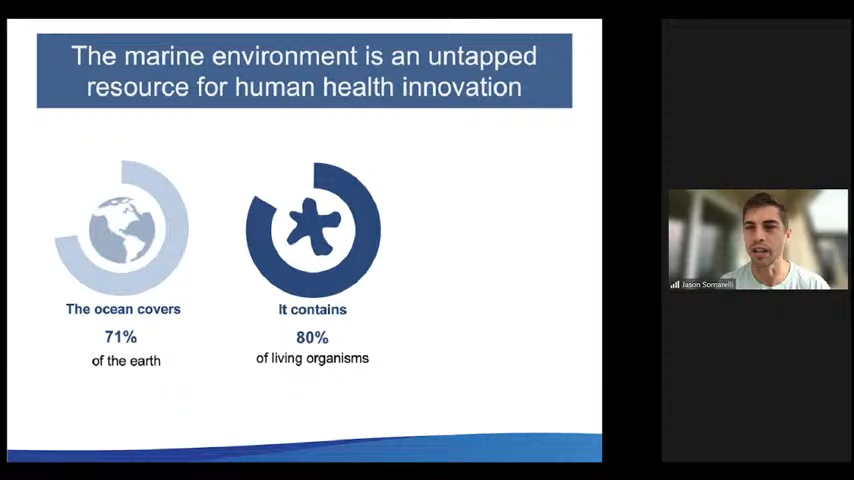 The marine environment is an untapped
resource for human health innovation
The ocean covers
71%
of the earth
It contains
80%
of living organisms
Jason Somarelli